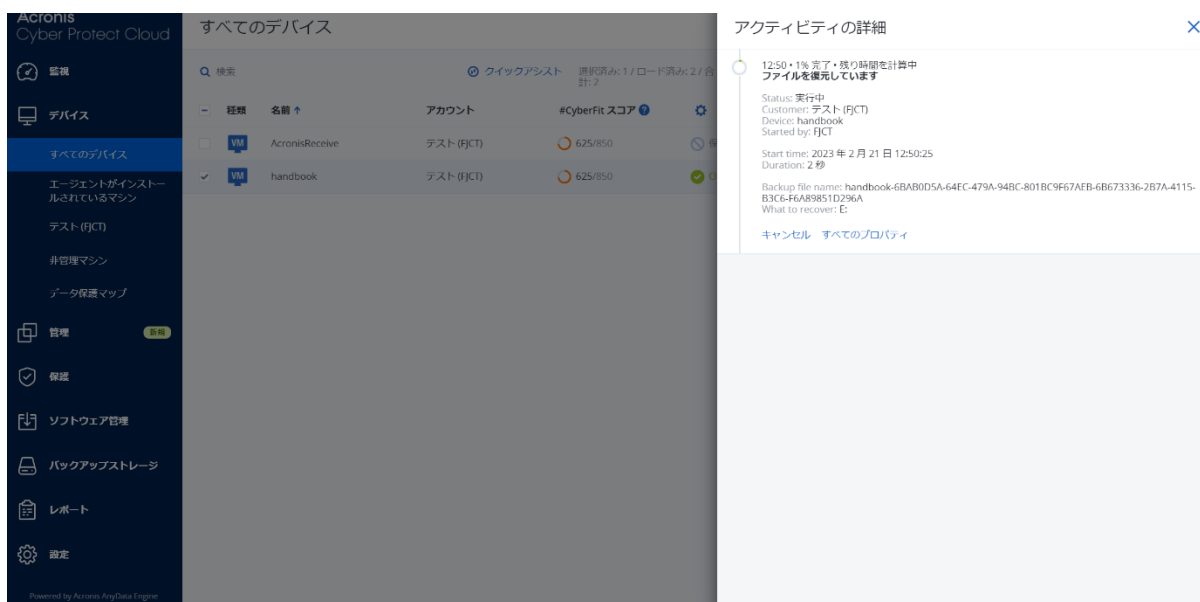 Acronis
Cyber Protect Cloud
監視
デバイス
すべてのデバイス
エージェントがインストー
ルされているマシン
テスト (FJCT)
非管理マシン
データ保護マップ
管理
新規
保護
ソフトウェア管理
バックアップストレージ
レポート
設定
Powered by Acronis AnyData Engine
すべてのデバイス
検索
クイックアシスト
選択済み: 1 / ロード済み: 2 / 合
計: 2
種類 名前 アカウント #CyberFit スコア
VM AcronisReceive テスト (FJCT) 625/850
VM handbook テスト (FJCT) 625/850
アクティビティの詳細
12:50・1% 完了・残り時間を計算中
ファイルを復元しています
Status: 実行中
Customer: テスト (FJCT)
Device: handbook
Started by: FJCT
Start time: 2023 年 2 月 21 日 12:50:25
Duration: 2 秒
Backup file name: handbook-6BAB0D5A-64EC-479A-94BC-801BC9F67AEB-6B673336-2B7A-4115-
B3C6-F6A89851D296A
What to recover: E:
キャンセル すべてのプロパティ